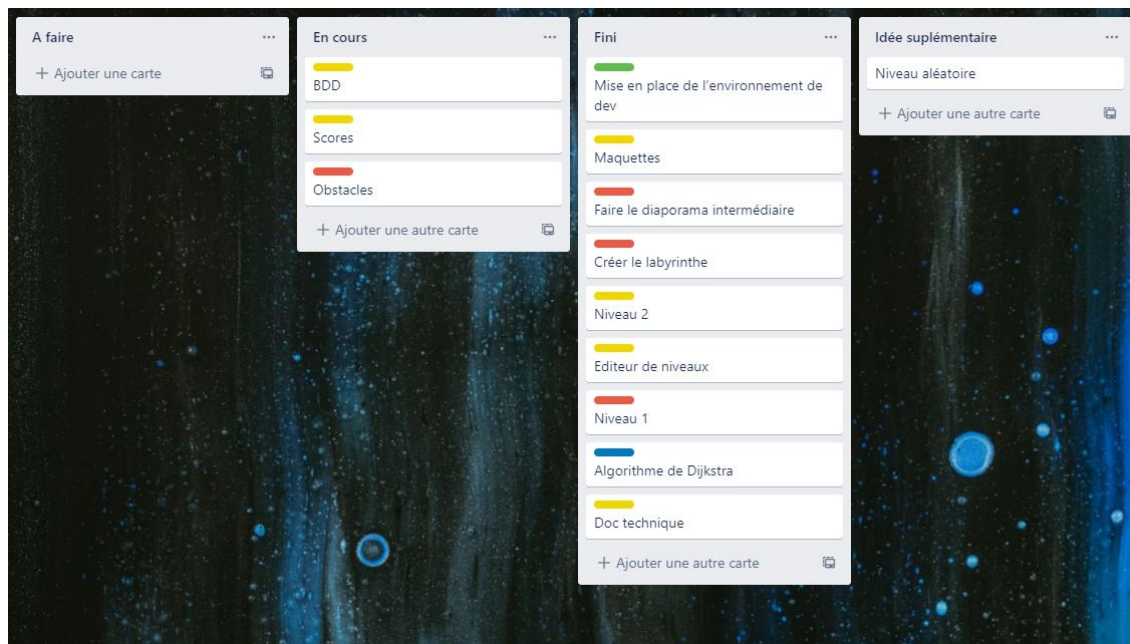 A faire
+ Ajouter une carte
En cours
BDD
Scores
Obstacles
+ Ajouter une autre carte
Fini
Mise en place de l'environnement de
dev
Maquettes
Faire le diaporama intermédiaire
Créer le labyrinthe
Niveau 2
Editeur de niveaux
Niveau 1
Algorithme de Dijkstra
Doc technique
+ Ajouter une autre carte
Idée suplémentaire
Niveau aléatoire
+ Ajouter une autre carte